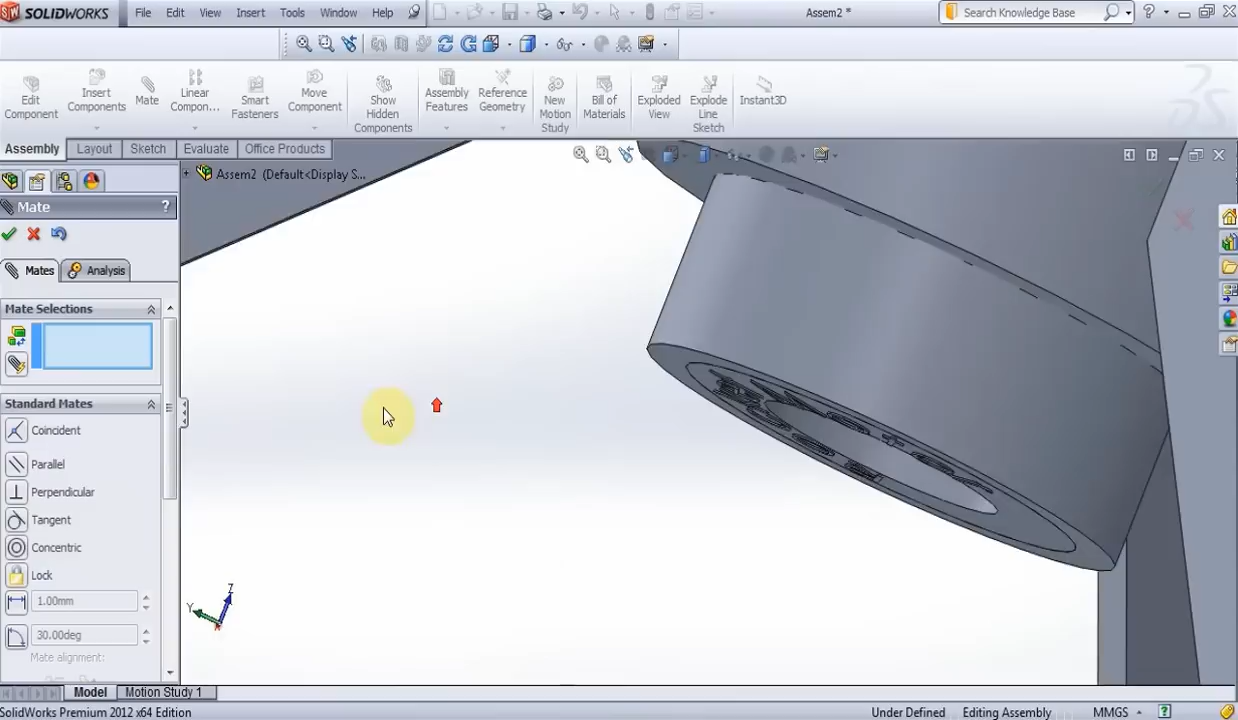 SOLIDWORKS File Edit View Insert Tools Window Help Assem2 * Search Knowledge Base ?
Edit Component
Insert Components
Mate
Linear Compon...
Smart Fasteners
Move Component
Show Hidden Components
Assembly Features
Reference Geometry
New Motion Study
Bill of Materials
Exploded View
Explode Line Sketch
Instant3D
Assembly Layout Sketch Evaluate Office Products
Assem2 (Default<Display S...
Mate ?
Mates Analysis
Mate Selections
Standard Mates
Coincident
Parallel
Perpendicular
Tangent
Concentric
Lock
1.00mm
30.00deg
Mate alignment:
Z
Y
Model Motion Study 1
SolidWorks Premium 2012 x64 Edition Under Defined Editing Assembly MMGS ?